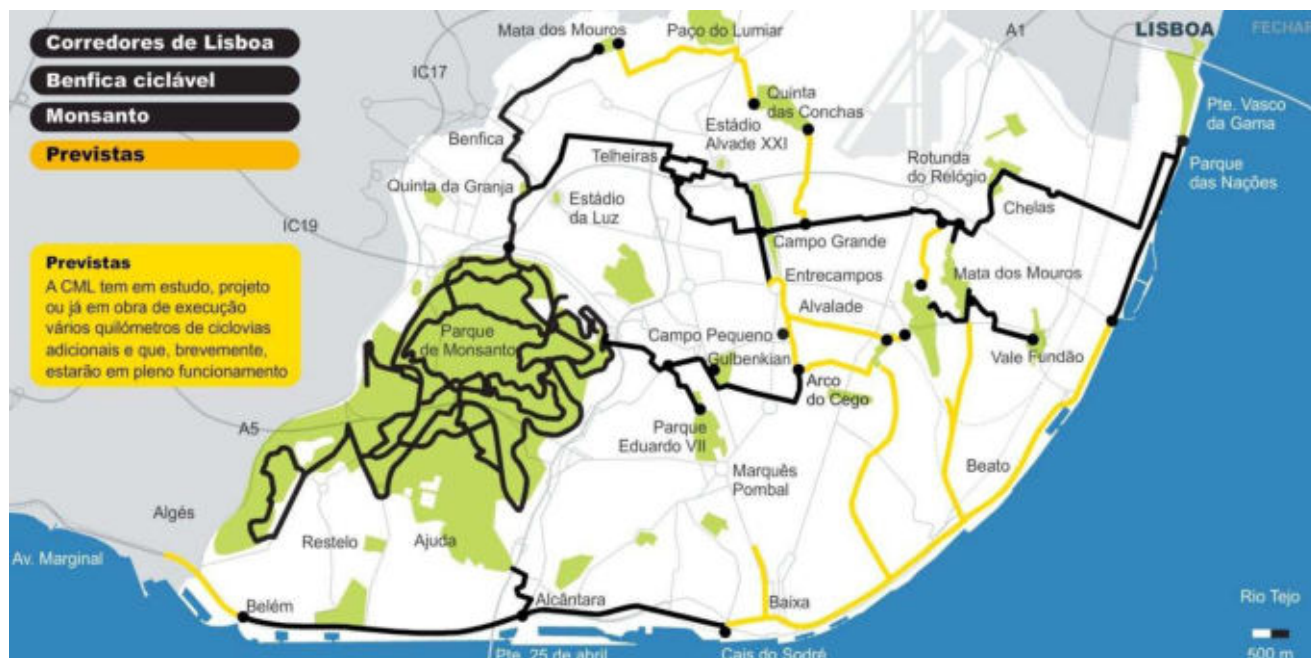 Corredores de Lisboa
Benfica ciclável
Monsanto
Previstas
Previstas
A CML tem em estudo, projeto
ou já em obra de execução
vários quilómetros de ciclovias
adicionais e que, brevemente,
estarão em pleno funcionamento
Mata dos Mouros
Paço do Lumiar
A1
LISBOA
FECHAR
IC17
Quinta
das Conchas
Pte. Vasco
da Gama
Benfica
Estádio
Alvade XXI
Telheiras
Rotunda
do Relógio
Parque
das Nações
Quinta da Granja
Estádio
da Luz
Chelas
IC19
Campo Grande
Entrecampos
Mata dos Mouros
Alvalade
Parque
de Monsanto
Campo Pequeno
Gulbenkian
Vale Fundão
Arco
do Cego
A5
Parque
Eduardo VII
Marquês
Pombal
Beato
Algés
Restelo
Ajuda
Av. Marginal
Belém
Alcântara
Baixa
Rio Tejo
Pte. 25 de abril
Cais do Sodré
500 m